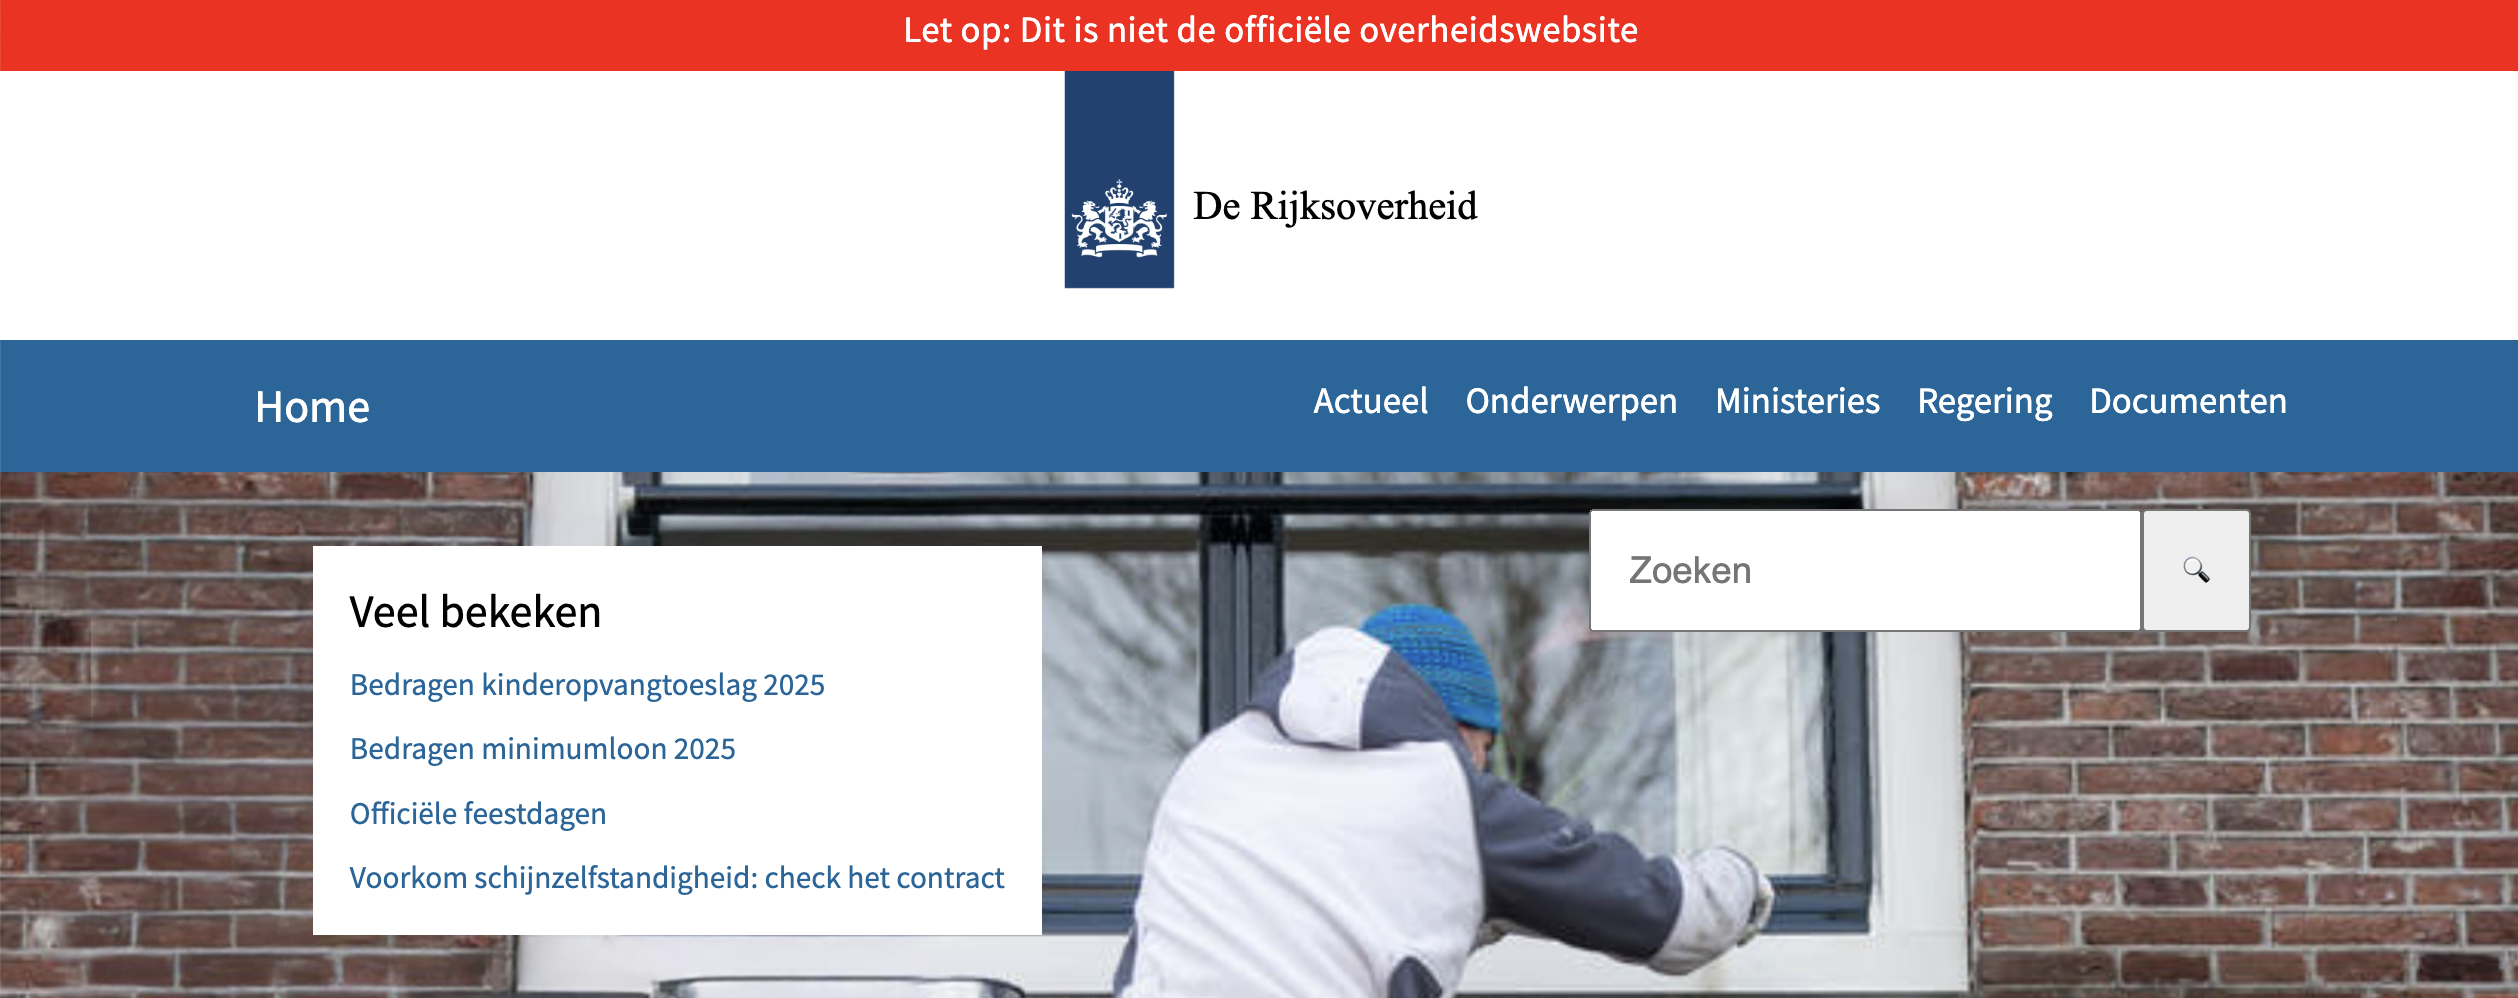 Let op: Dit is niet de officiële overheidswebsite
De Rijksoverheid
Home
Actueel Onderwerpen Ministeries Regering Documenten
Zoeken
Veel bekeken
Bedragen kinderopvangtoeslag 2025
Bedragen minimumloon 2025
Officiële feestdagen
Voorkom schijnzelfstandigheid: check het contract